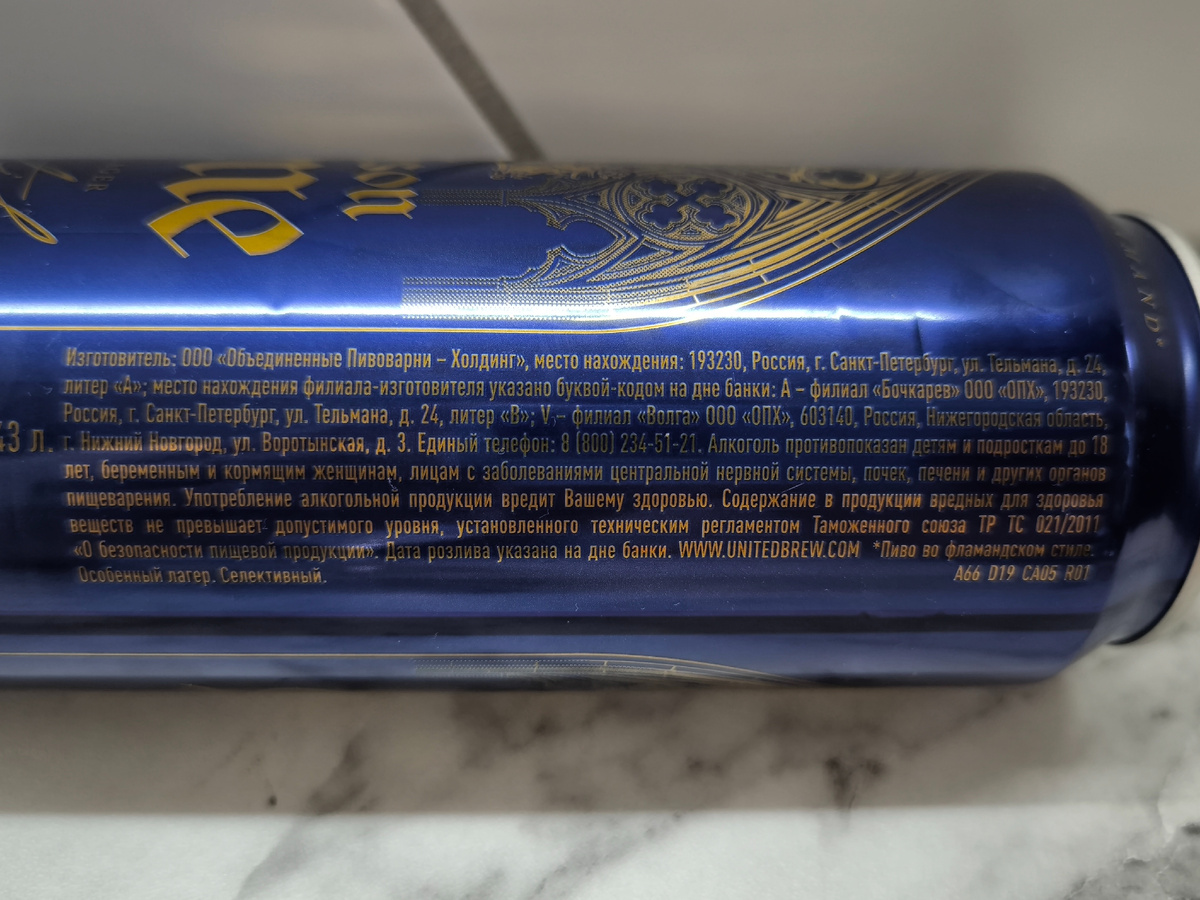 ne
son
Изготовитель: ООО «Объединенные Пивоварни – Холдинг», место нахождения: 193230, Россия, г. Санкт-Петербург, ул. Тельмана, д. 24,
литер «А»; место нахождения филиала-изготовителя указано буквой-кодом на дне банки: А – филиал «Бочкарев» ООО «ОПХ», 193230,
Россия, г. Санкт-Петербург, ул. Тельмана, д. 24, литер «В»; V – филиал «Волга» ООО «ОПХ», 603140, Россия, Нижегородская область,
г. Нижний Новгород, ул. Воротынская, д. 3. Единый телефон: 8 (800) 234-51-21. Алкоголь противопоказан детям и подросткам до 18
лет, беременным и кормящим женщинам, лицам с заболеваниями центральной нервной системы, почек, печени и других органов
пищеварения. Употребление алкогольной продукции вредит Вашему здоровью. Содержание в продукции вредных для здоровья
веществ не превышает допустимого уровня, установленного техническим регламентом Таможенного союза ТР ТС 021/2011
«О безопасности пищевой продукции». Дата розлива указана на дне банки. WWW.UNITEDBREW.COM *Пиво во фламандском стиле.
Особенный лагер. Селективный.
A66 D19 CA05 R01
43 л.